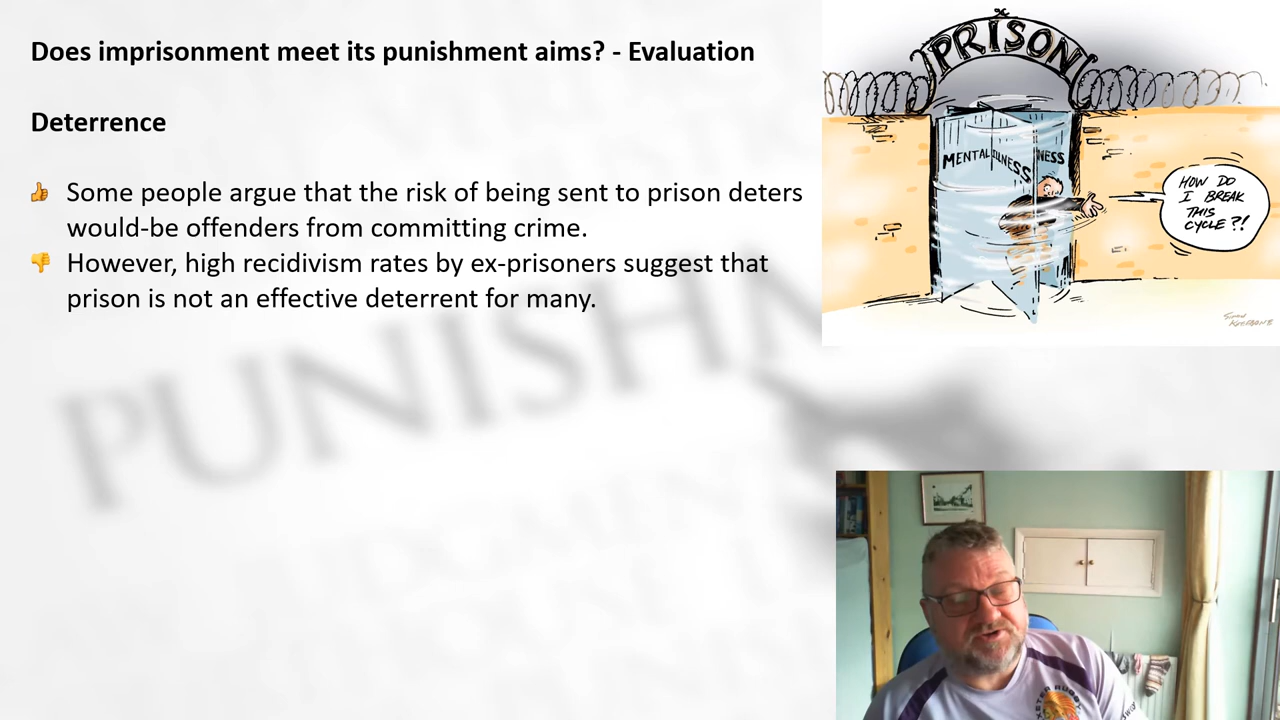 Does imprisonment meet its punishment aims? - Evaluation
Deterrence
👍 Some people argue that the risk of being sent to prison deters
would-be offenders from committing crime.
👎 However, high recidivism rates by ex-prisoners suggest that
prison is not an effective deterrent for many.
PRISON
MENTAL ILLNESS
NESS
HOW DO
I BREAK
THIS
CYCLE?!
PUNISHM